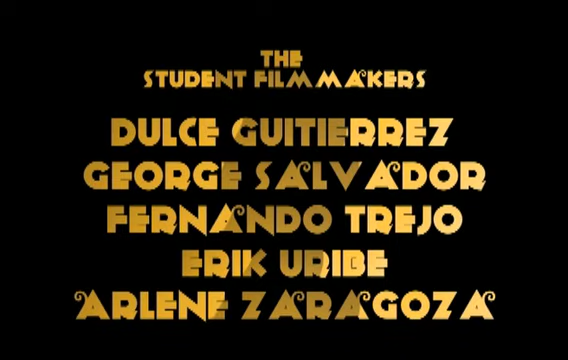 THE
STUDENT FILMMAKERS
DULCE GUITIERREZ
GEORGE SALVADOR
FERNANDO TREJO
ERIK URIBE
ARLENE ZARAGOZA